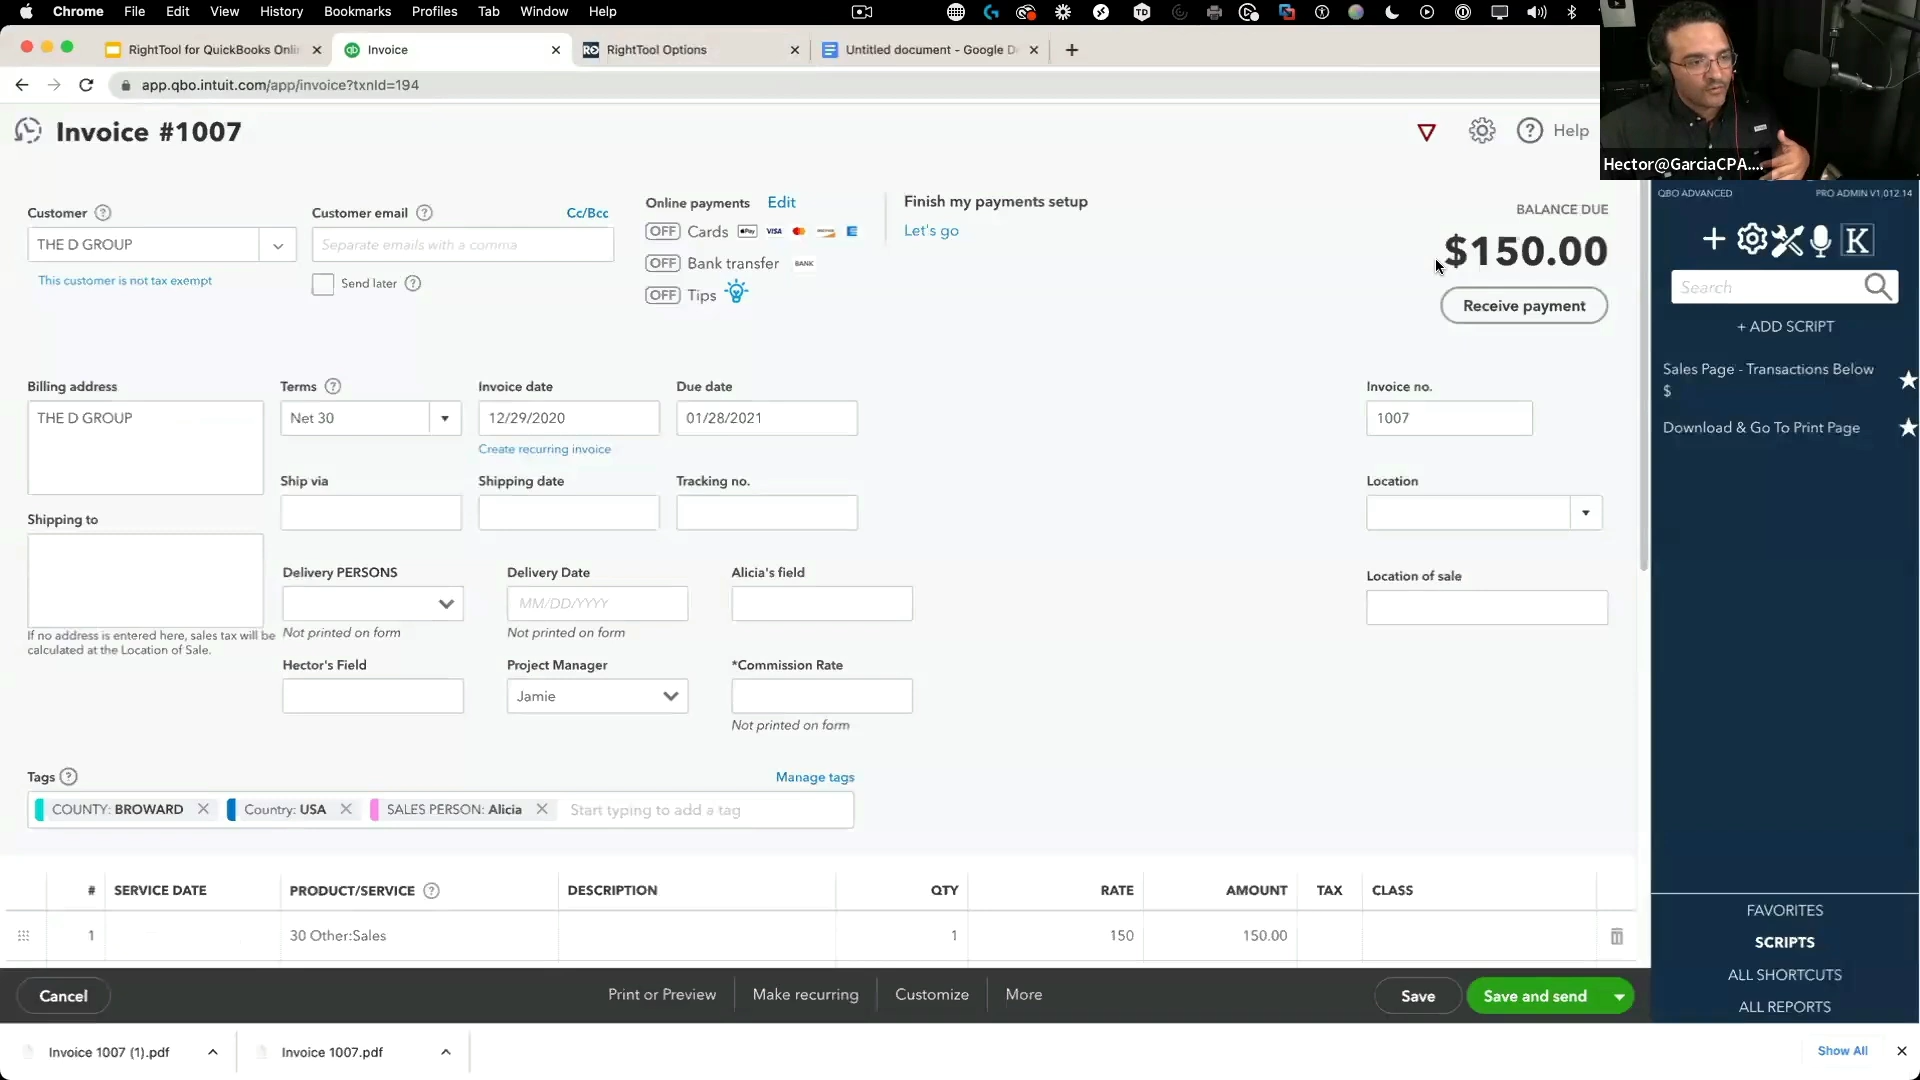 Chrome File Edit View History Bookmarks Profiles Tab Window Help
RightTool for QuickBooks Onli
Invoice
RightTool Options
Untitled document - Google D
app.qbo.intuit.com/app/invoice?txnId=194
Invoice #1007
Help
Hector@GarciaCPA....
Customer
THE D GROUP
This customer is not tax exempt
Customer email
Cc/Bcc
Separate emails with a comma
Send later
Online payments Edit
OFF Cards Pay VISA
OFF Bank transfer BANK
OFF Tips
Finish my payments setup
Let's go
BALANCE DUE
$150.00
Receive payment
Billing address
THE D GROUP
Terms
Net 30
Invoice date
12/29/2020
Create recurring invoice
Due date
01/28/2021
Invoice no.
1007
Ship via
Shipping date
Tracking no.
Location
Shipping to
If no address is entered here, sales tax will be
calculated at the Location of Sale.
Delivery PERSONS
Not printed on form
Delivery Date
MM/DD/YYYY
Not printed on form
Alicia's field
Location of sale
Hector's Field
Project Manager
Jamie
*Commission Rate
Not printed on form
Tags
Manage tags
COUNTY: BROWARD
Country: USA
SALES PERSON: Alicia
Start typing to add a tag
# SERVICE DATE PRODUCT/SERVICE DESCRIPTION QTY RATE AMOUNT TAX CLASS
1 30 Other:Sales 1 150 150.00
Cancel
Print or Preview
Make recurring
Customize
More
Save
Save and send
Invoice 1007 (1).pdf
Invoice 1007.pdf
Show All
QBO ADVANCED
PRO ADMIN V1.012.14
K
Search
+ ADD SCRIPT
Sales Page - Transactions Below
$
Download & Go To Print Page
FAVORITES
SCRIPTS
ALL SHORTCUTS
ALL REPORTS